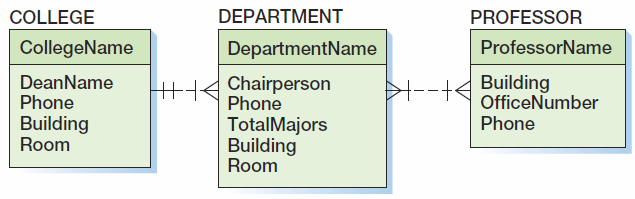 COLLEGE
CollegeName
DeanName
Phone
Building
Room
DEPARTMENT
DepartmentName
Chairperson
Phone
TotalMajors
Building
Room
PROFESSOR
ProfessorName
Building
OfficeNumber
Phone